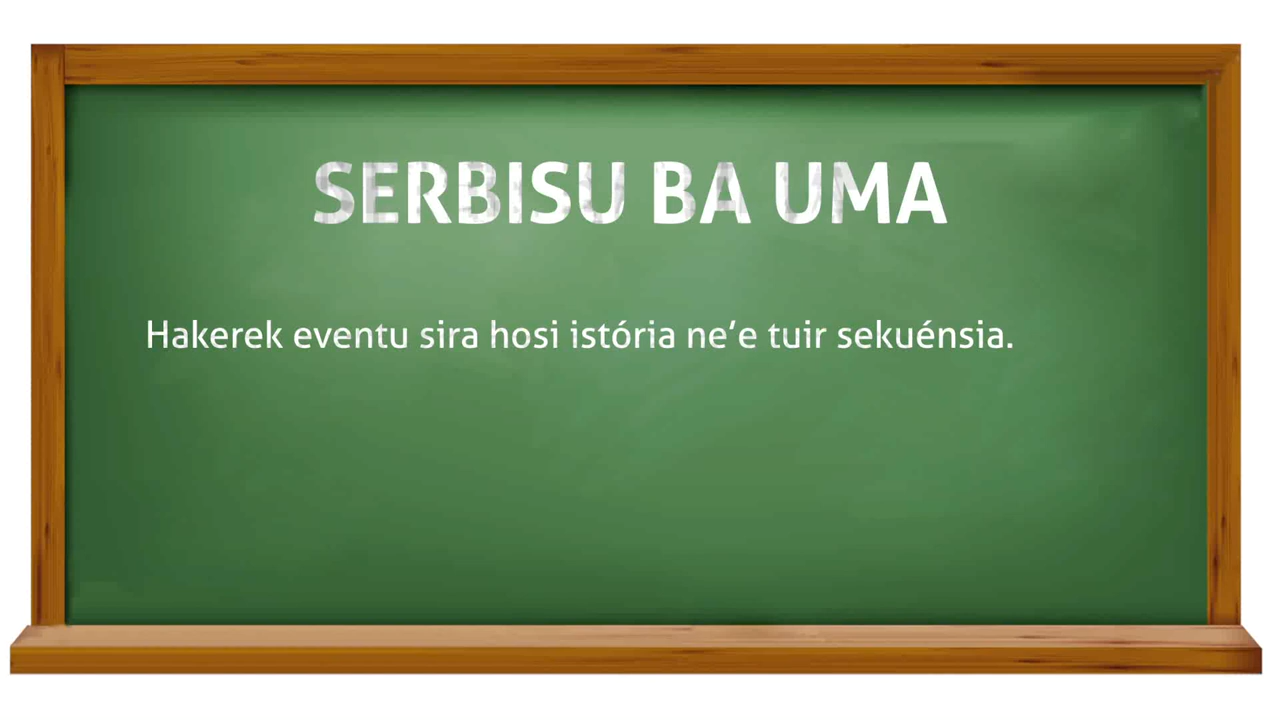 SERBISU BA UMA
Hakerek eventu sira hosi istória ne’e tuir sekuénsia.